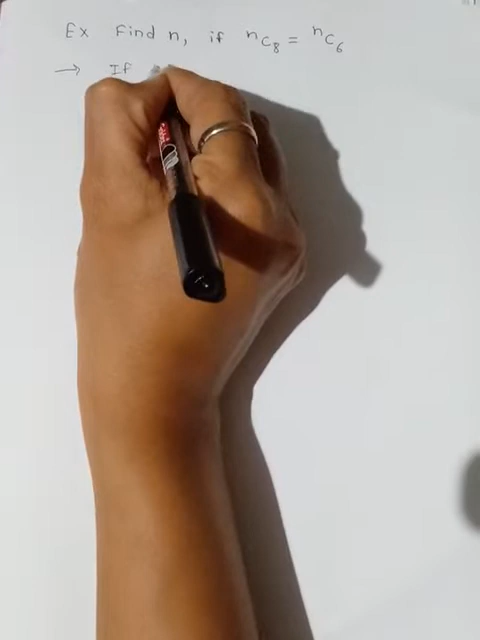 Ex Find n, if ⁿC₈ = ⁿC₆
→ If